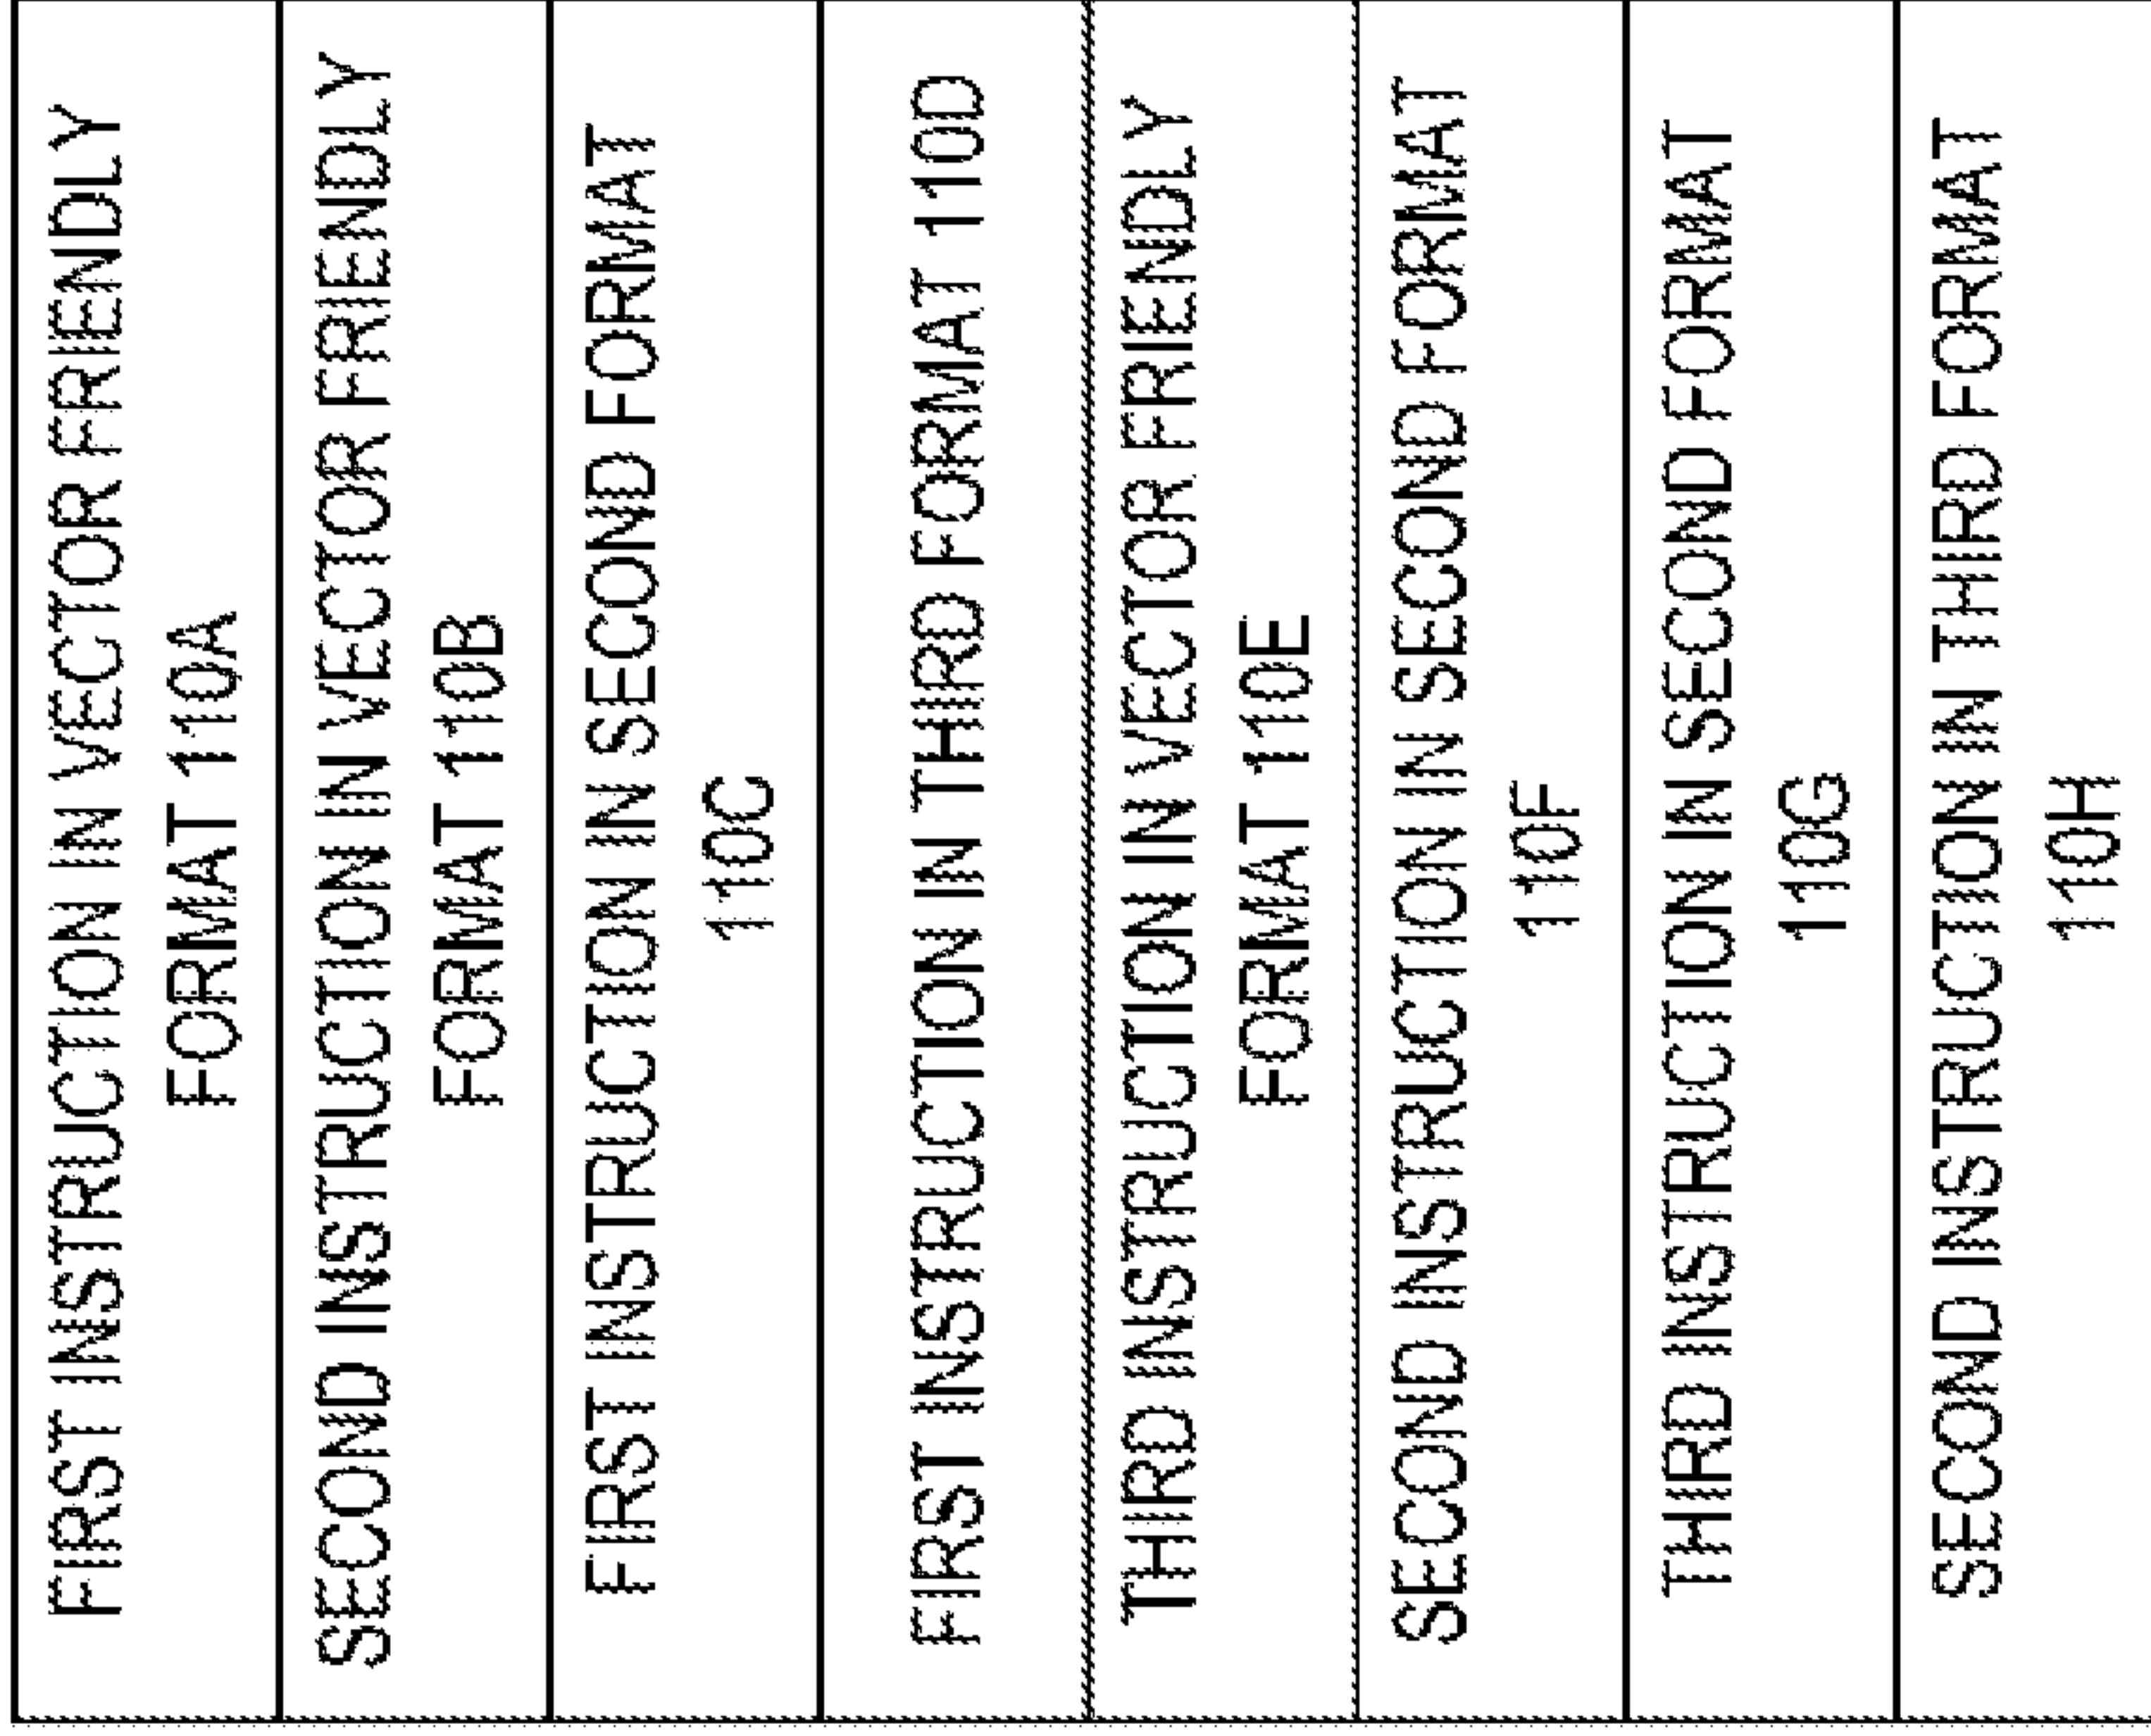 FIRST INSTRUCTION IN VECTOR FRIENDLY
FORMAT 110A
SECOND INSTRUCTION IN VECTOR FRIENDLY
FORMAT 110B
FIRST INSTRUCTION IN SECOND FORMAT
110C
FIRST INSTRUCTION IN THIRD FORMAT 110D
THIRD INSTRUCTION IN VECTOR FRIENDLY
FORMAT 110E
SECOND INSTRUCTION IN SECOND FORMAT
110F
THIRD INSTRUCTION IN SECOND FORMAT
110G
SECOND INSTRUCTION IN THIRD FORMAT
110H